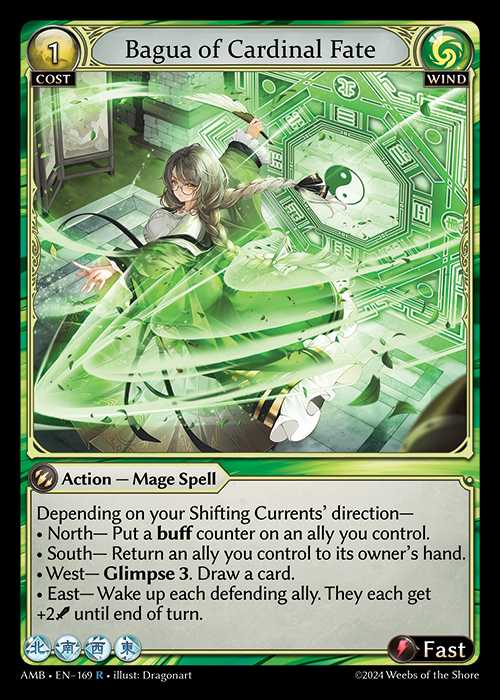 1
Bagua of Cardinal Fate
COST
WIND
Action — Mage Spell
Depending on your Shifting Currents' direction—
• North— Put a buff counter on an ally you control.
• South— Return an ally you control to its owner's hand.
• West— Glimpse 3. Draw a card.
• East— Wake up each defending ally. They each get
+2 until end of turn.
北 南 西 東
Fast
AMB • EN–169 R • illust: Dragonart
©2024 Weebs of the Shore